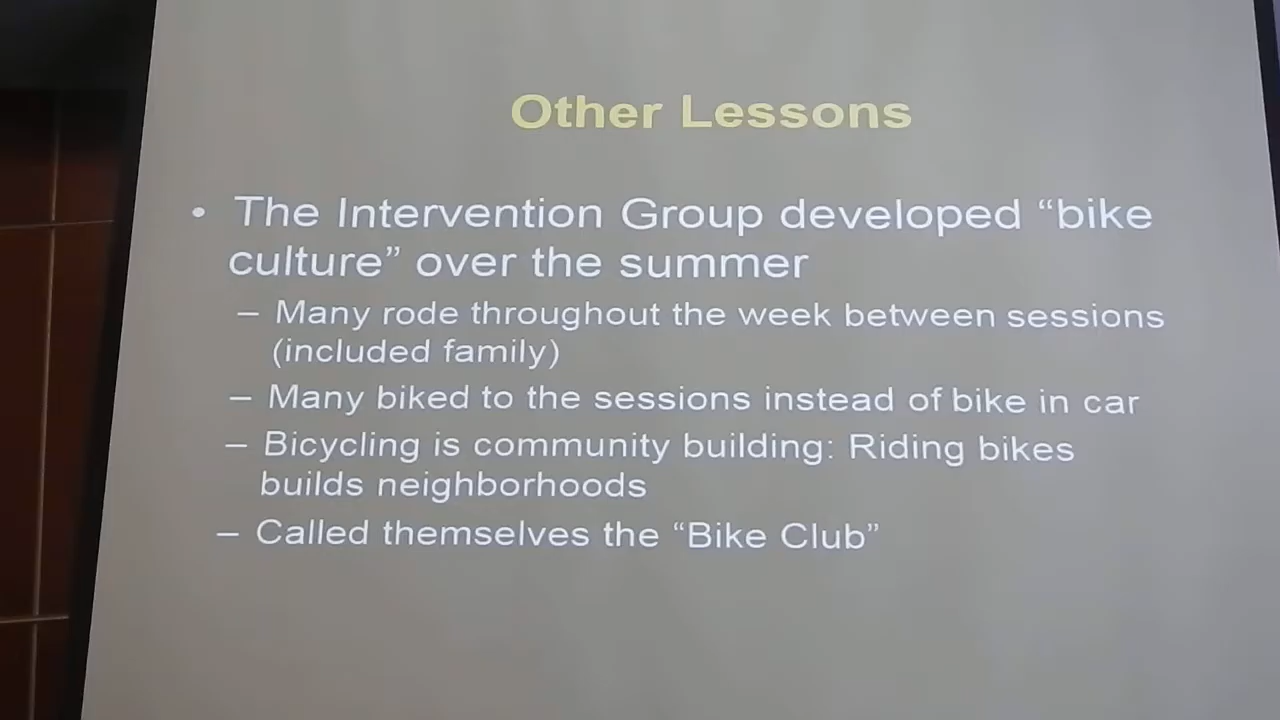 Other Lessons
• The Intervention Group developed “bike
culture” over the summer
– Many rode throughout the week between sessions
(included family)
– Many biked to the sessions instead of bike in car
– Bicycling is community building: Riding bikes
builds neighborhoods
– Called themselves the “Bike Club”